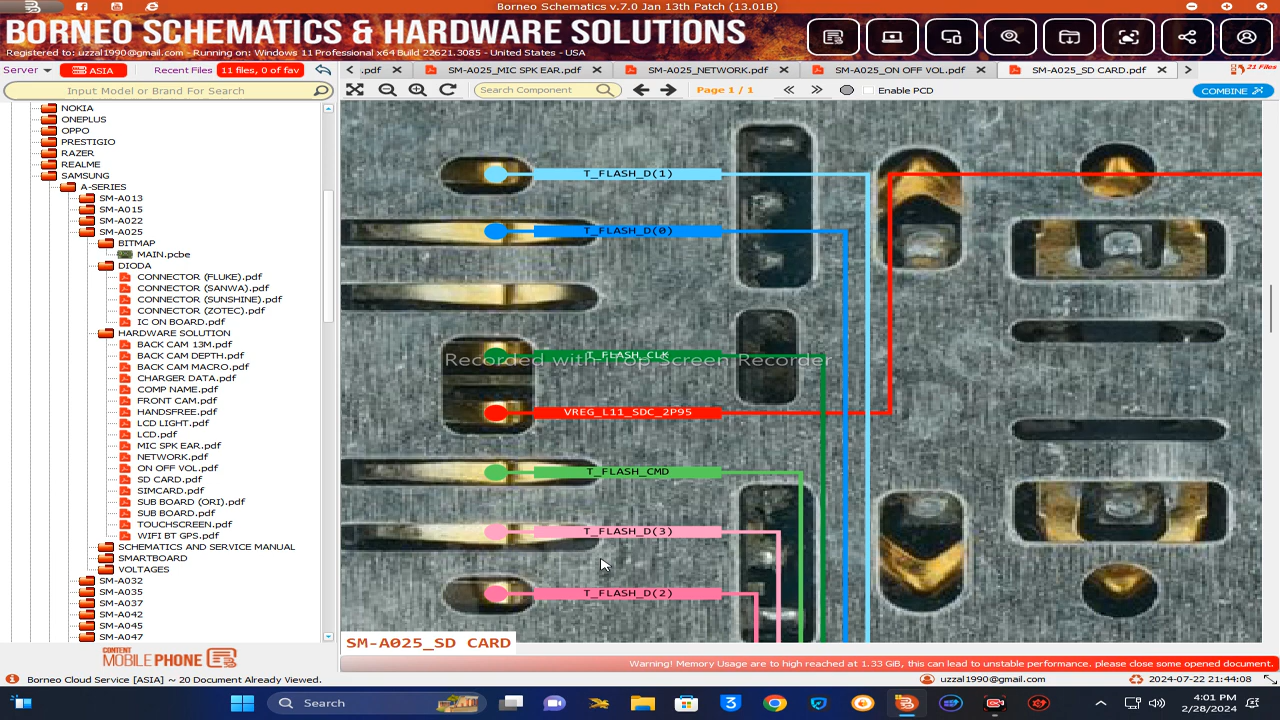 Borneo Schematics v.7.0 Jan 13th Patch (13.01B)
BORNEO SCHEMATICS & HARDWARE SOLUTIONS
Registered to: uzzal1990@gmail.com - Running on: Windows 11 Professional x64 Build 22621.3085 - United States - USA
Server ASIA Recent Files 11 files, 0 of fav
.pdf SM-A025_MIC SPK EAR.pdf SM-A025_NETWORK.pdf SM-A025_ON OFF VOL.pdf SM-A025_SD CARD.pdf 21 Files
Input Model or Brand For Search
Search Component Page 1 / 1 Enable PCD COMBINE
NOKIA
ONEPLUS
OPPO
PRESTIGIO
RAZER
REALME
SAMSUNG
A-SERIES
SM-A013
SM-A015
SM-A022
SM-A025
BITMAP
MAIN.pcbe
DIODA
CONNECTOR (FLUKE).pdf
CONNECTOR (SANWA).pdf
CONNECTOR (SUNSHINE).pdf
CONNECTOR (ZOTEC).pdf
IC ON BOARD.pdf
HARDWARE SOLUTION
BACK CAM 13M.pdf
BACK CAM DEPTH.pdf
BACK CAM MACRO.pdf
CHARGER DATA.pdf
COMP NAME.pdf
FRONT CAM.pdf
HANDSFREE.pdf
LCD LIGHT.pdf
LCD.pdf
MIC SPK EAR.pdf
NETWORK.pdf
ON OFF VOL.pdf
SD CARD.pdf
SIMCARD.pdf
SUB BOARD (ORI).pdf
SUB BOARD.pdf
TOUCHSCREEN.pdf
WIFI BT GPS.pdf
SCHEMATICS AND SERVICE MANUAL
SMARTBOARD
VOLTAGES
SM-A032
SM-A035
SM-A037
SM-A042
SM-A045
SM-A047
T_FLASH_D(1)
T_FLASH_D(0)
T_FLASH_CLK
Recorded with iTop Screen Recorder
VREG_L11_SDC_2P95
T_FLASH_CMD
T_FLASH_D(3)
T_FLASH_D(2)
SM-A025_SD CARD
CONTENT
MOBILE PHONE
Warning! Memory Usage are to high reached at 1.33 GiB, this can lead to unstable performance. please close some opened document.
Borneo Cloud Service [ASIA] ~ 20 Document Already Viewed.
uzzal1990@gmail.com 2024-07-22 21:44:08
Search
4:01 PM
2/28/2024